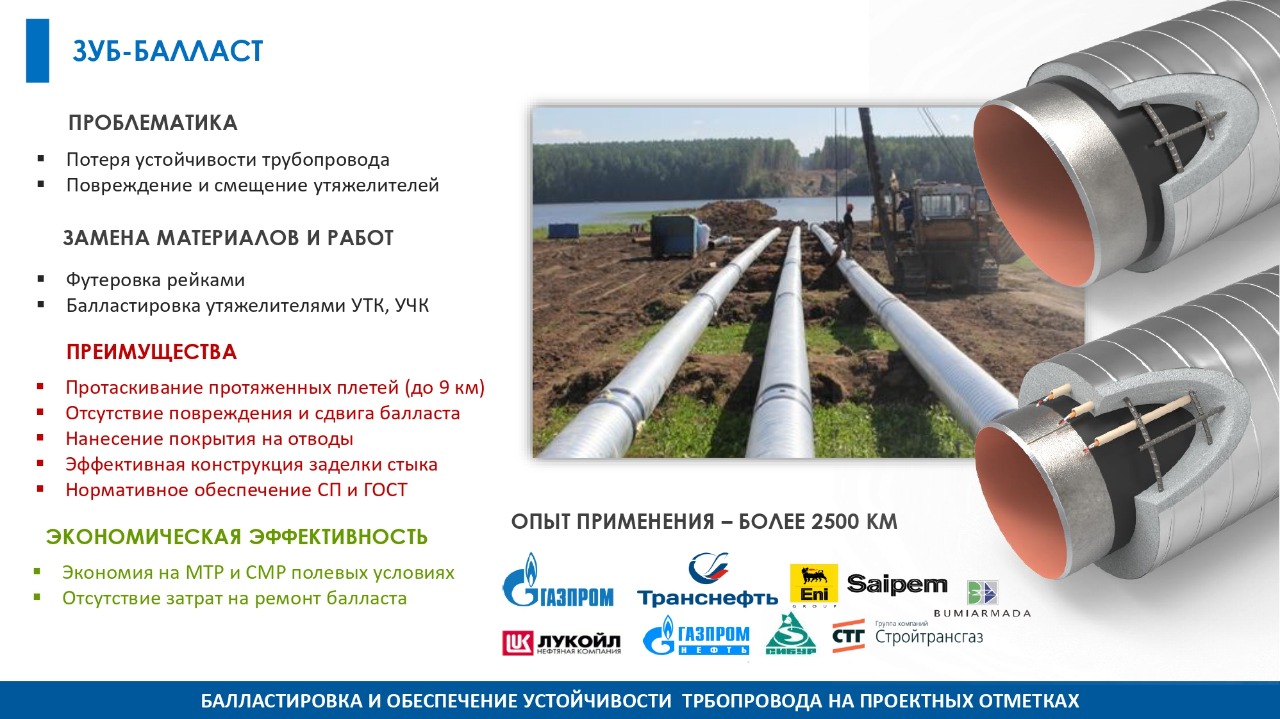 ЗУБ-БАЛЛАСТ
ПРОБЛЕМАТИКА
▪ Потеря устойчивости трубопровода
▪ Повреждение и смещение утяжелителей
ЗАМЕНА МАТЕРИАЛОВ И РАБОТ
▪ Футеровка рейками
▪ Балластировка утяжелителями УТК, УЧК
ПРЕИМУЩЕСТВА
▪ Протаскивание протяженных плетей (до 9 км)
▪ Отсутствие повреждения и сдвига балласта
▪ Нанесение покрытия на отводы
▪ Эффективная конструкция заделки стыка
▪ Нормативное обеспечение СП и ГОСТ
ЭКОНОМИЧЕСКАЯ ЭФФЕКТИВНОСТЬ
▪ Экономия на МТР и СМР полевых условиях
▪ Отсутствие затрат на ремонт балласта
ОПЫТ ПРИМЕНЕНИЯ – БОЛЕЕ 2500 КМ
ГАЗПРОМ
Транснефть
Eni
GROUP
Saipem
BUMIARMADA
ЛУКОЙЛ
НЕФТЯНАЯ КОМПАНИЯ
ГАЗПРОМ
НЕФТЬ
СИБУР
СТГ
Группа компаний
Стройтрансгаз
БАЛЛАСТИРОВКА И ОБЕСПЕЧЕНИЕ УСТОЙЧИВОСТИ ТРБОПРОВОДА НА ПРОЕКТНЫХ ОТМЕТКАХ